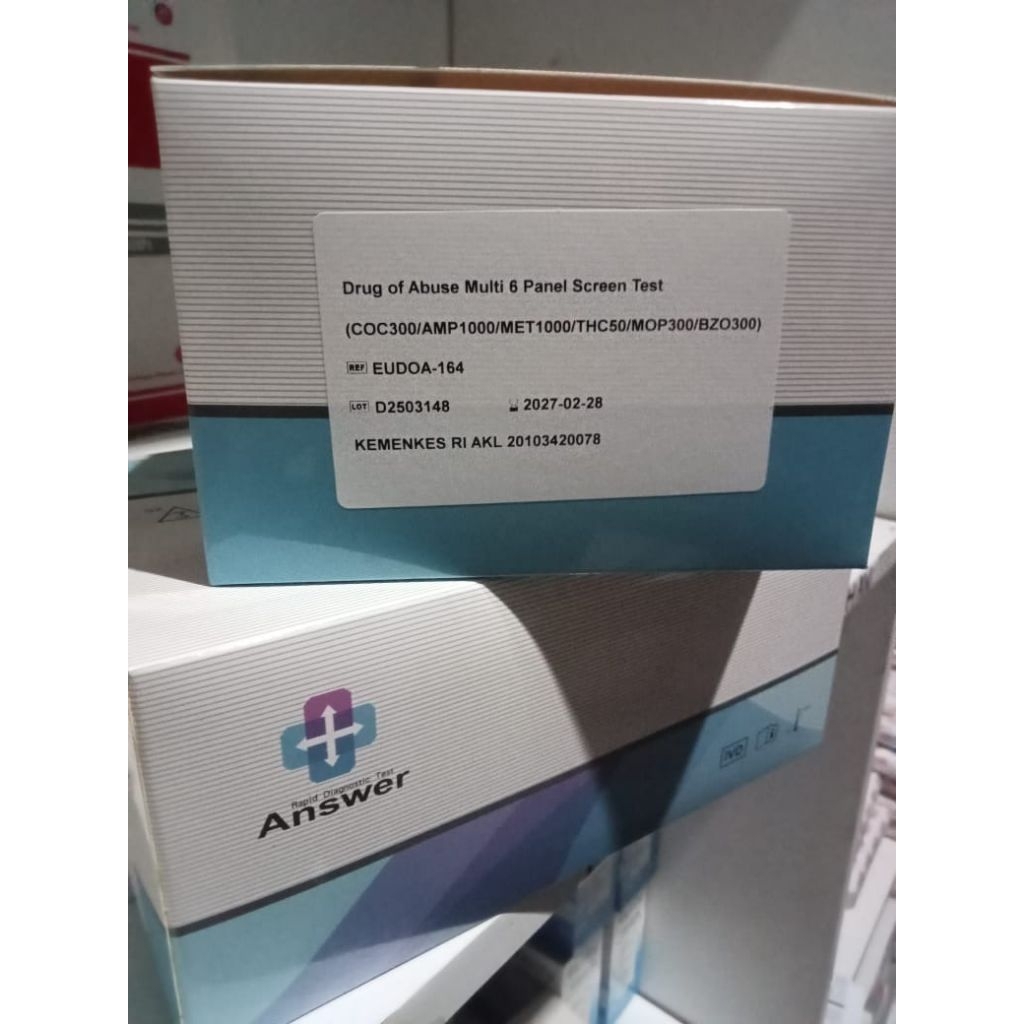 Drug of Abuse Multi 6 Panel Screen Test
(COC300/AMP1000/MET1000/THC50/MOP300/BZO300)
REF EUDOA-164
LOT D2503148 2027-02-28
KEMENKES RI AKL 20103420078
Rapid Diagnostic Test
Answer
IVD